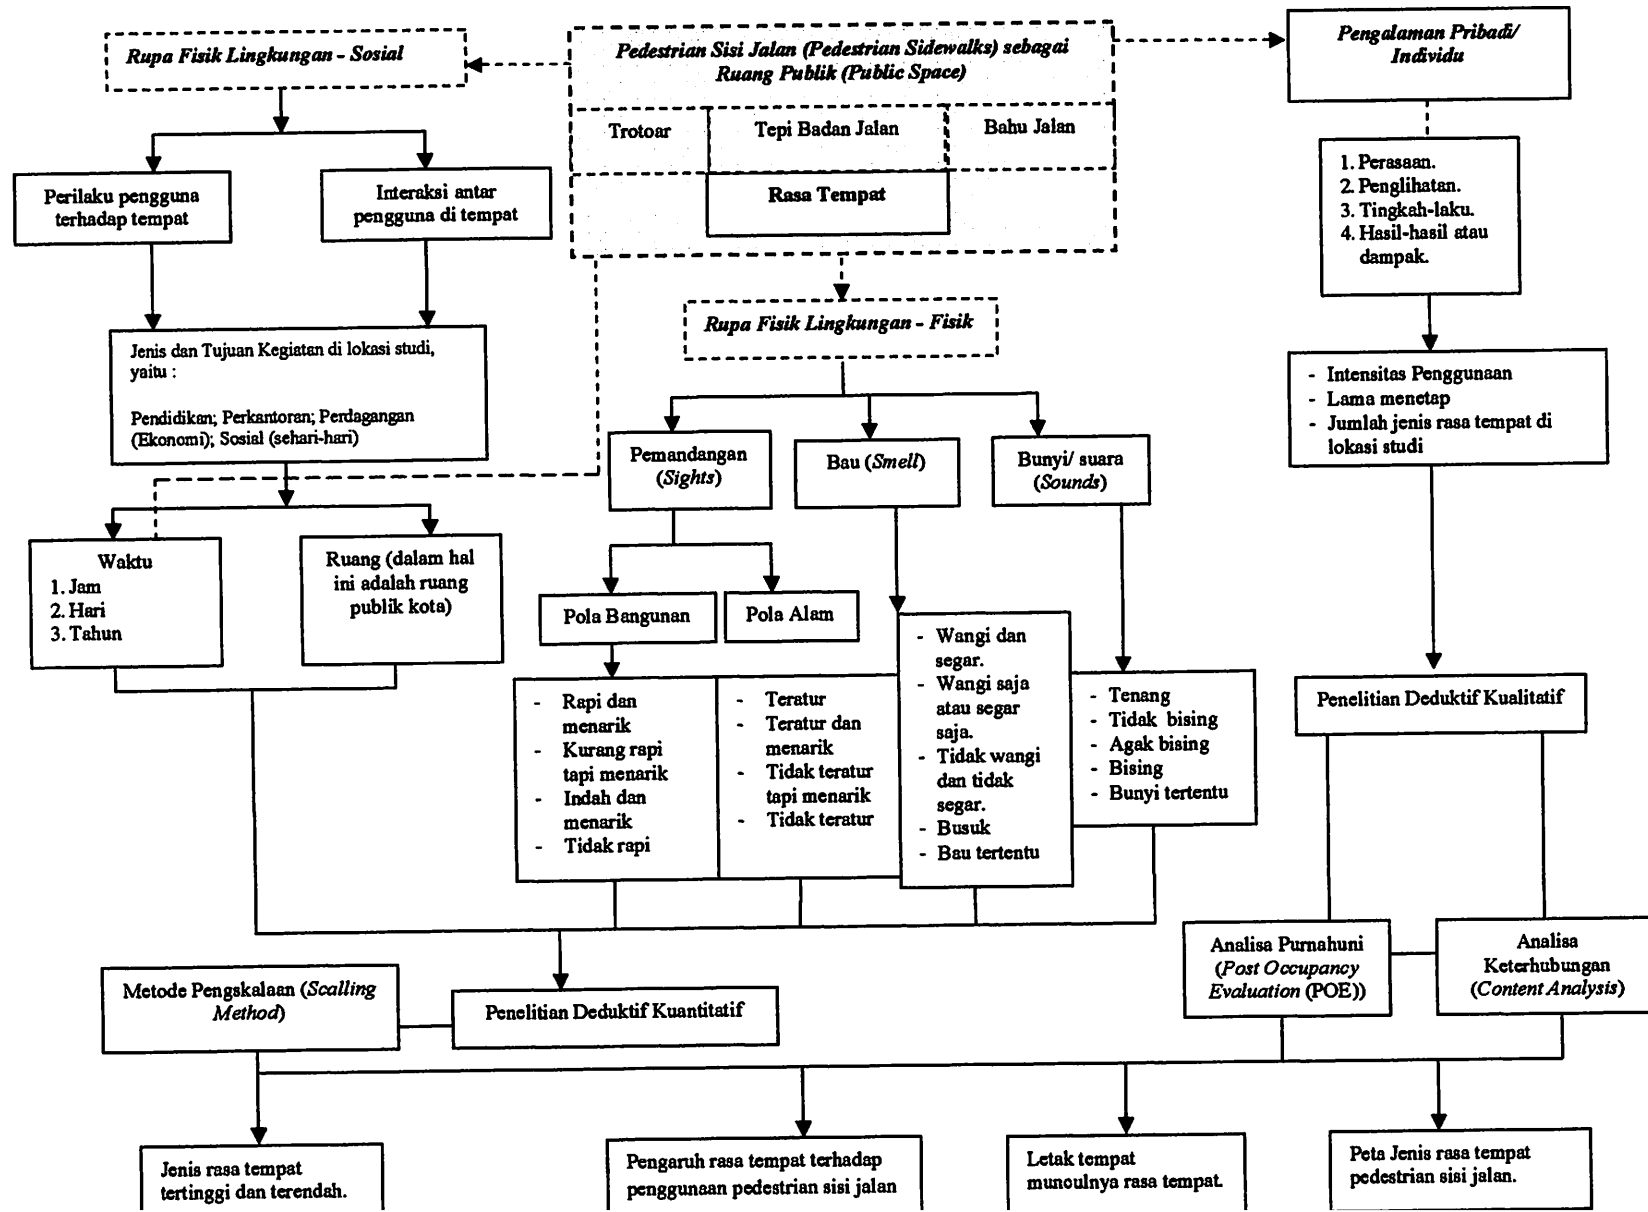 Rupa Fisik Lingkungan - Sosial
Pedestrian Sisi Jalan (Pedestrian Sidewalks) sebagai
Ruang Publik (Public Space)
Pengalaman Pribadi/
Individu
Trotoar
Tepi Badan Jalan
Bahu Jalan
Rasa Tempat
Perilaku pengguna
terhadap tempat
Interaksi antar
pengguna di tempat
1. Perasaan.
2. Penglihatan.
3. Tingkah-laku.
4. Hasil-hasil atau
dampak.
Rupa Fisik Lingkungan - Fisik
Jenis dan Tujuan Kegiatan di lokasi studi,
yaitu :
Pendidikan; Perkantoran; Perdagangan
(Ekonomi); Sosial (sehari-hari)
- Intensitas Penggunaan
- Lama menetap
- Jumlah jenis rasa tempat di
lokasi studi
Pemandangan
(Sights)
Bau (Smell)
Bunyi/ suara
(Sounds)
Waktu
1. Jam
2. Hari
3. Tahun
Ruang (dalam hal
ini adalah ruang
publik kota)
Pola Bangunan
Pola Alam
- Rapi dan
menarik
- Kurang rapi
tapi menarik
- Indah dan
menarik
- Tidak rapi
- Teratur
- Teratur dan
menarik
- Tidak teratur
tapi menarik
- Tidak teratur
- Wangi dan
segar.
- Wangi saja
atau segar
saja.
- Tidak wangi
dan tidak
segar.
- Busuk
- Bau tertentu
- Tenang
- Tidak bising
- Agak bising
- Bising
- Bunyi tertentu
Penelitian Deduktif Kualitatif
Analisa Purnahuni
(Post Occupancy
Evaluation (POE))
Analisa
Keterhubungan
(Content Analysis)
Metode Pengskalaan (Scalling
Method)
Penelitian Deduktif Kuantitatif
Jenis rasa tempat
tertinggi dan terendah.
Pengaruh rasa tempat terhadap
penggunaan pedestrian sisi jalan
Letak tempat
munculnya rasa tempat.
Peta Jenis rasa tempat
pedestrian sisi jalan.